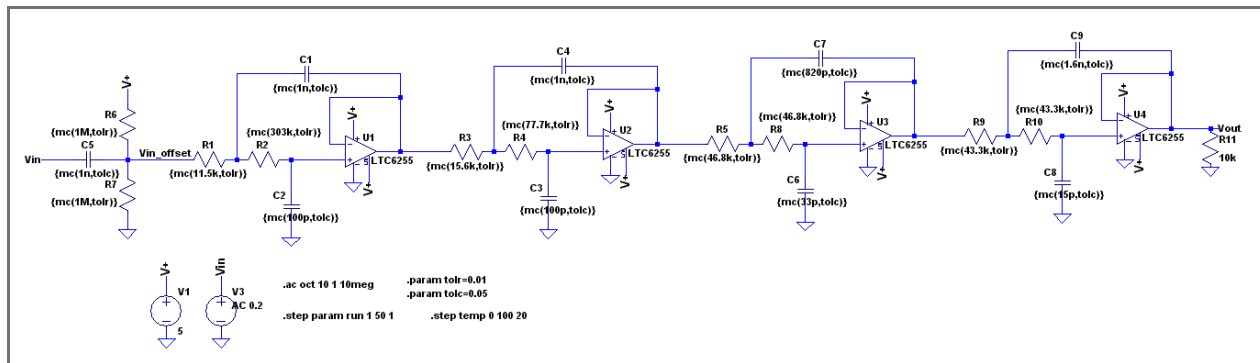 C1
{mc(1n,tolc)}
C4
{mc(1n,tolc)}
C7
{mc(820p,tolc)}
C9
{mc(1.6n,tolc)}
V+
R6
{mc(1M,tolr)}
C5
Vin
{mc(1n,tolc)}
Vin_offset
R7
{mc(1M,tolr)}
R1
{mc(11.5k,tolr)}
{mc(303k,tolr)}
R2
V+
U1
LTC6255
V+
C2
{mc(100p,tolc)}
R3
{mc(15.6k,tolr)}
{mc(77.7k,tolr)}
R4
V+
U2
LTC6255
V+
C3
{mc(100p,tolc)}
R5
{mc(46.8k,tolr)}
{mc(46.8k,tolr)}
R8
V+
U3
LTC6255
V+
C6
{mc(33p,tolc)}
R9
{mc(43.3k,tolr)}
{mc(43.3k,tolr)}
R10
V+
U4
LTC6255
V+
C8
{mc(15p,tolc)}
Vout
R11
10k
V+
V1
5
Vin
V3
AC 0.2
.ac oct 10 1 10meg
.param tolr=0.01
.param tolc=0.05
.step param run 1 50 1
.step temp 0 100 20